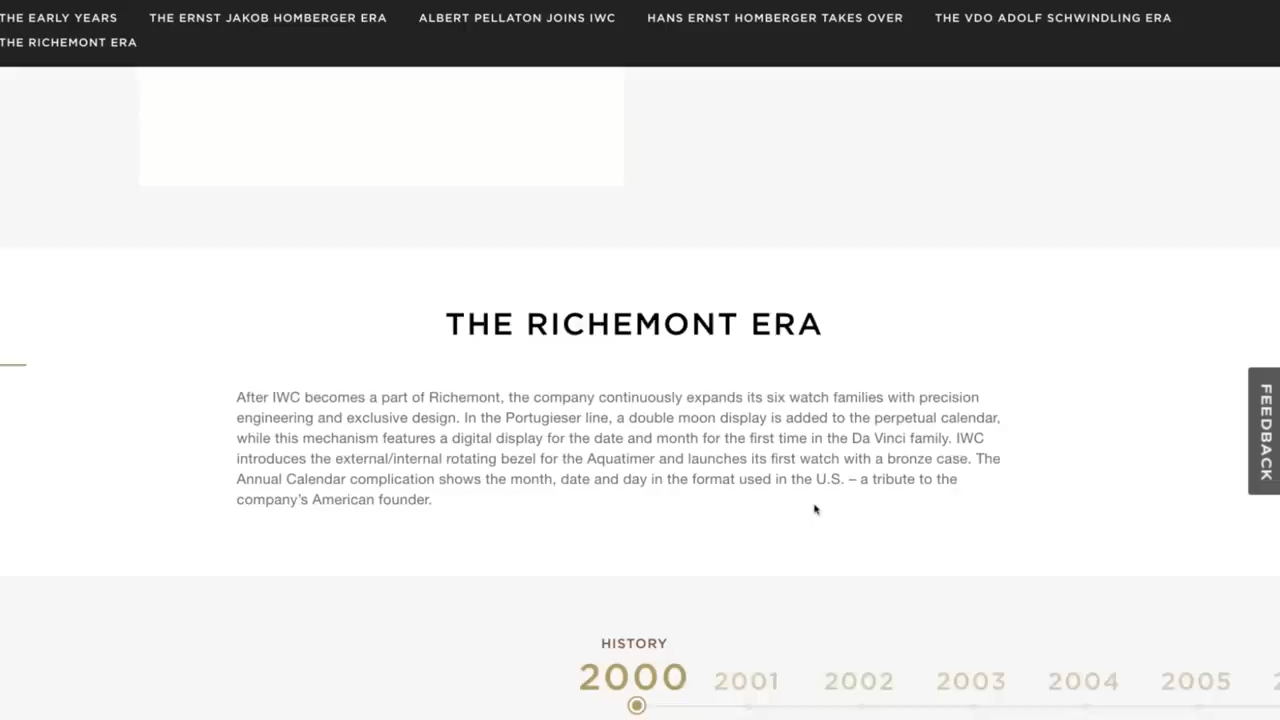 THE EARLY YEARS THE ERNST JAKOB HOMBERGER ERA ALBERT PELLATON JOINS IWC HANS ERNST HOMBERGER TAKES OVER THE VDO ADOLF SCHWINDLING ERA
THE RICHEMONT ERA
THE RICHEMONT ERA
After IWC becomes a part of Richemont, the company continuously expands its six watch families with precision
engineering and exclusive design. In the Portugieser line, a double moon display is added to the perpetual calendar,
while this mechanism features a digital display for the date and month for the first time in the Da Vinci family. IWC
introduces the external/internal rotating bezel for the Aquatimer and launches its first watch with a bronze case. The
Annual Calendar complication shows the month, date and day in the format used in the U.S. – a tribute to the
company’s American founder.
FEEDBACK
HISTORY
2000 2001 2002 2003 2004 2005